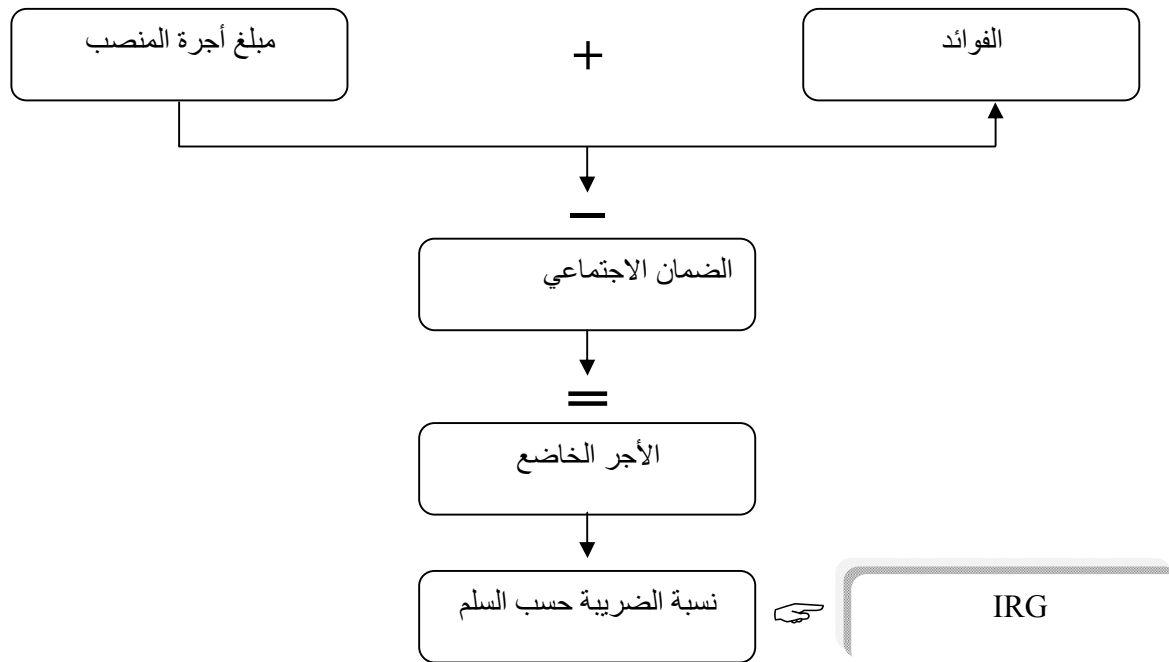 مبلغ أجرة المنصب
+
الفوائد
−
الضمان الاجتماعي
=
الأجر الخاضع
نسبة الضريبة حسب السلم
IRG